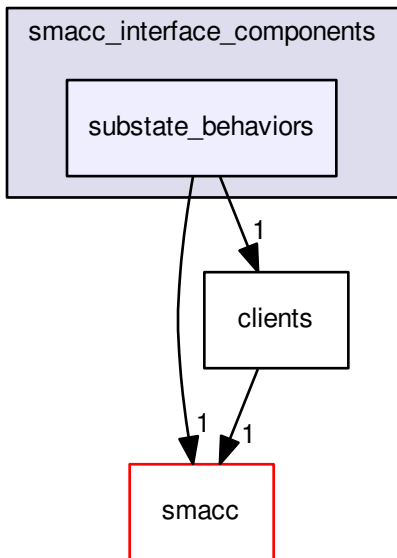 smacc_interface_components
substate_behaviors
1
clients
1
1
smacc